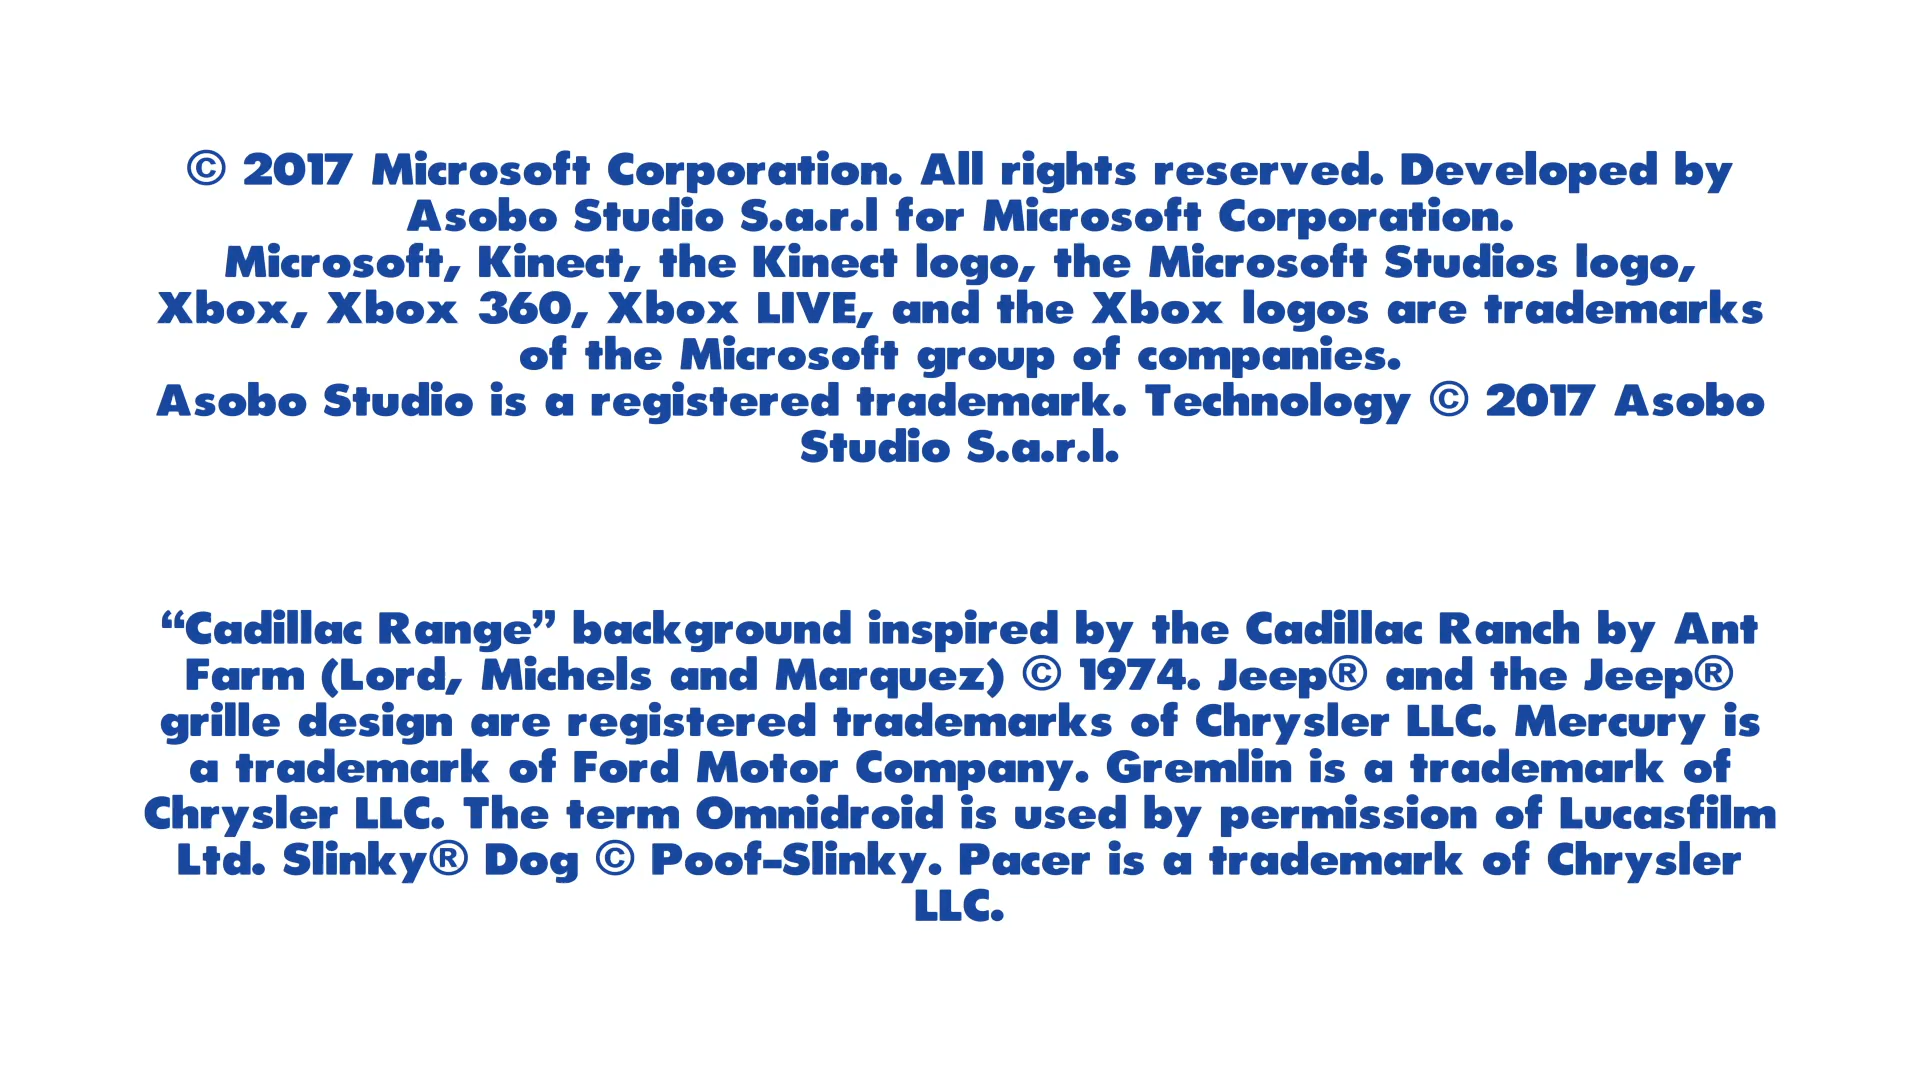 © 2017 Microsoft Corporation. All rights reserved. Developed by
Asobo Studio S.a.r.l for Microsoft Corporation.
Microsoft, Kinect, the Kinect logo, the Microsoft Studios logo,
Xbox, Xbox 360, Xbox LIVE, and the Xbox logos are trademarks
of the Microsoft group of companies.
Asobo Studio is a registered trademark. Technology © 2017 Asobo
Studio S.a.r.l.
“Cadillac Range” background inspired by the Cadillac Ranch by Ant
Farm (Lord, Michels and Marquez) © 1974. Jeep® and the Jeep®
grille design are registered trademarks of Chrysler LLC. Mercury is
a trademark of Ford Motor Company. Gremlin is a trademark of
Chrysler LLC. The term Omnidroid is used by permission of Lucasfilm
Ltd. Slinky® Dog © Poof-Slinky. Pacer is a trademark of Chrysler
LLC.